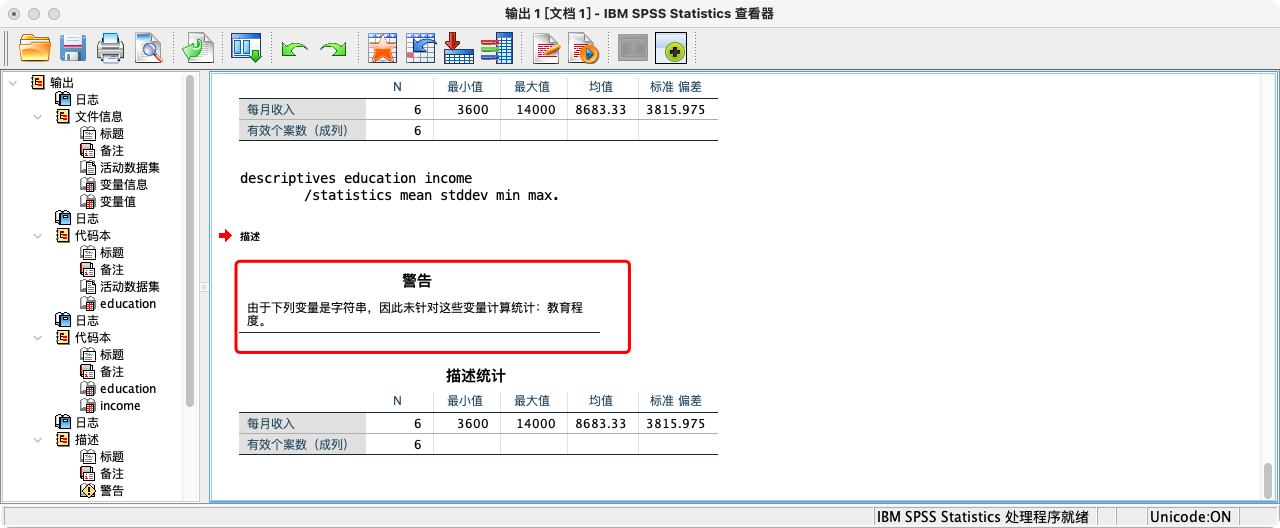 输出 1 [文档 1] - IBM SPSS Statistics 查看器
输出
日志
文件信息
标题
备注
活动数据集
变量信息
变量值
日志
代码本
标题
备注
活动数据集
education
日志
代码本
标题
备注
education
income
日志
描述
标题
备注
警告
N 最小值 最大值 均值 标准 偏差
每月收入 6 3600 14000 8683.33 3815.975
有效个案数（成列） 6
descriptives education income
/statistics mean stddev min max.
描述
警告
由于下列变量是字符串，因此未针对这些变量计算统计：教育程
度。
描述统计
N 最小值 最大值 均值 标准 偏差
每月收入 6 3600 14000 8683.33 3815.975
有效个案数（成列） 6
IBM SPSS Statistics 处理程序就绪 Unicode:ON